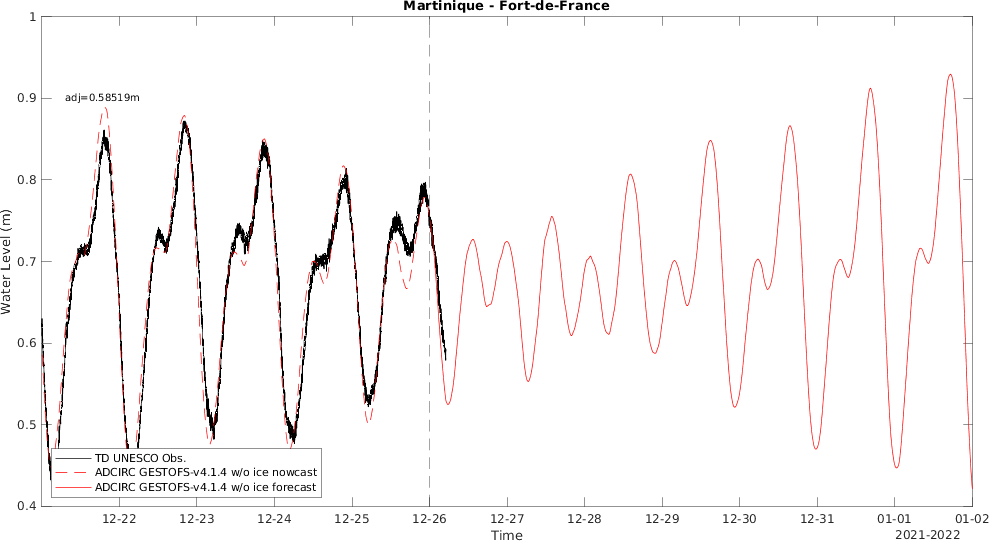 Martinique - Fort-de-France
1
0.9
0.8
0.7
0.6
0.5
0.4
Water Level (m)
adj=0.58519m
TD UNESCO Obs.
ADCIRC GESTOFS-v4.1.4 w/o ice nowcast
ADCIRC GESTOFS-v4.1.4 w/o ice forecast
12-22 12-23 12-24 12-25 12-26 12-27 12-28 12-29 12-30 12-31 01-01 01-02
Time
2021-2022